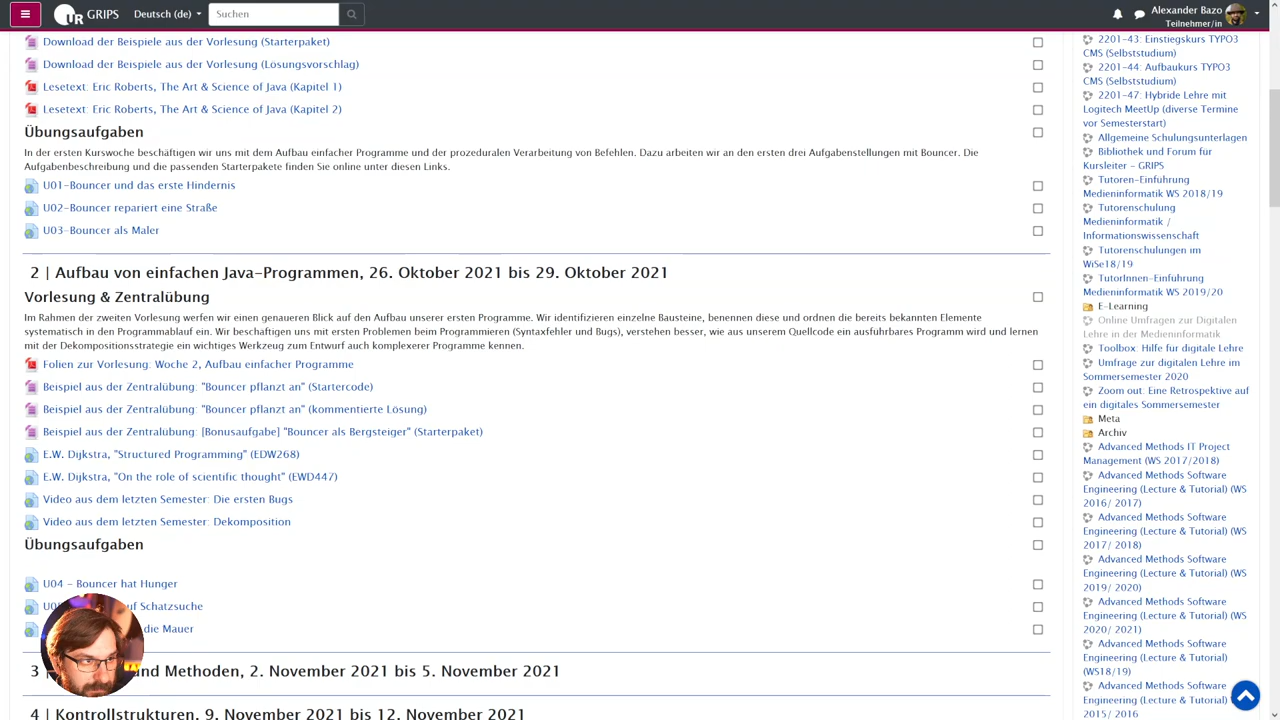 GRIPS
Deutsch (de)
Suchen
Alexander Bazo
Teilnehmer/in
Download der Beispiele aus der Vorlesung (Starterpaket)
Download der Beispiele aus der Vorlesung (Lösungsvorschlag)
Lesetext: Eric Roberts, The Art & Science of Java (Kapitel 1)
Lesetext: Eric Roberts, The Art & Science of Java (Kapitel 2)
Übungsaufgaben
In der ersten Kurswoche beschäftigen wir uns mit dem Aufbau einfacher Programme und der prozeduralen Verarbeitung von Befehlen. Dazu arbeiten wir an den ersten drei Aufgabenstellungen mit Bouncer. Die
Aufgabenbeschreibung und die passenden Starterpakete finden Sie online unter diesen Links.
U01-Bouncer und das erste Hindernis
U02-Bouncer repariert eine Straße
U03-Bouncer als Maler
2 | Aufbau von einfachen Java-Programmen, 26. Oktober 2021 bis 29. Oktober 2021
Vorlesung & Zentralübung
Im Rahmen der zweiten Vorlesung werfen wir einen genaueren Blick auf den Aufbau unserer ersten Programme. Wir identifizieren einzelne Bausteine, benennen diese und ordnen die bereits bekannten Elemente
systematisch in den Programmablauf ein. Wir beschäftigen uns mit ersten Problemen beim Programmieren (Syntaxfehler und Bugs), verstehen besser, wie aus unserem Quellcode ein ausführbares Programm wird und lernen
mit der Dekompositionsstrategie ein wichtiges Werkzeug zum Entwurf auch komplexerer Programme kennen.
Folien zur Vorlesung: Woche 2, Aufbau einfacher Programme
Beispiel aus der Zentralübung: "Bouncer pflanzt an" (Startercode)
Beispiel aus der Zentralübung: "Bouncer pflanzt an" (kommentierte Lösung)
Beispiel aus der Zentralübung: [Bonusaufgabe] "Bouncer als Bergsteiger" (Starterpaket)
E.W. Dijkstra, "Structured Programming" (EDW268)
E.W. Dijkstra, "On the role of scientific thought" (EWD447)
Video aus dem letzten Semester: Die ersten Bugs
Video aus dem letzten Semester: Dekomposition
Übungsaufgaben
U04 - Bouncer hat Hunger
auf Schatzsuche
die Mauer
3
und Methoden, 2. November 2021 bis 5. November 2021
4 | Kontrollstrukturen, 9. November 2021 bis 12. November 2021
2201-43: Einstiegskurs TYPO3
CMS (Selbststudium)
2201-44: Aufbaukurs TYPO3
CMS (Selbststudium)
2201-47: Hybride Lehre mit
Logitech MeetUp (diverse Termine
vor Semesterstart)
Allgemeine Schulungsunterlagen
Bibliothek und Forum für
Kursleiter - GRIPS
Tutoren-Einführung
Medieninformatik WS 2018/19
Tutorenschulung
Medieninformatik /
Informationswissenschaft
Tutorenschulungen im
WiSe18/19
TutorInnen-Einführung
Medieninformatik WS 2019/20
E-Learning
Online Umfragen zur Digitalen
Lehre in der Medieninformatik
Toolbox: Hilfe für digitale Lehre
Umfrage zur digitalen Lehre im
Sommersemester 2020
Zoom out: Eine Retrospektive auf
ein digitales Sommersemester
Meta
Archiv
Advanced Methods IT Project
Management (WS 2017/2018)
Advanced Methods Software
Engineering (Lecture & Tutorial) (WS
2016/ 2017)
Advanced Methods Software
Engineering (Lecture & Tutorial) (WS
2017/ 2018)
Advanced Methods Software
Engineering (Lecture & Tutorial) (WS
2019/ 2020)
Advanced Methods Software
Engineering (Lecture & Tutorial) (WS
2020/ 2021)
Advanced Methods Software
Engineering (Lecture & Tutorial)
(WS18/19)
Advanced Methods Software
Engineering (Lecture & Tutorial) (WS
2015/ 2016